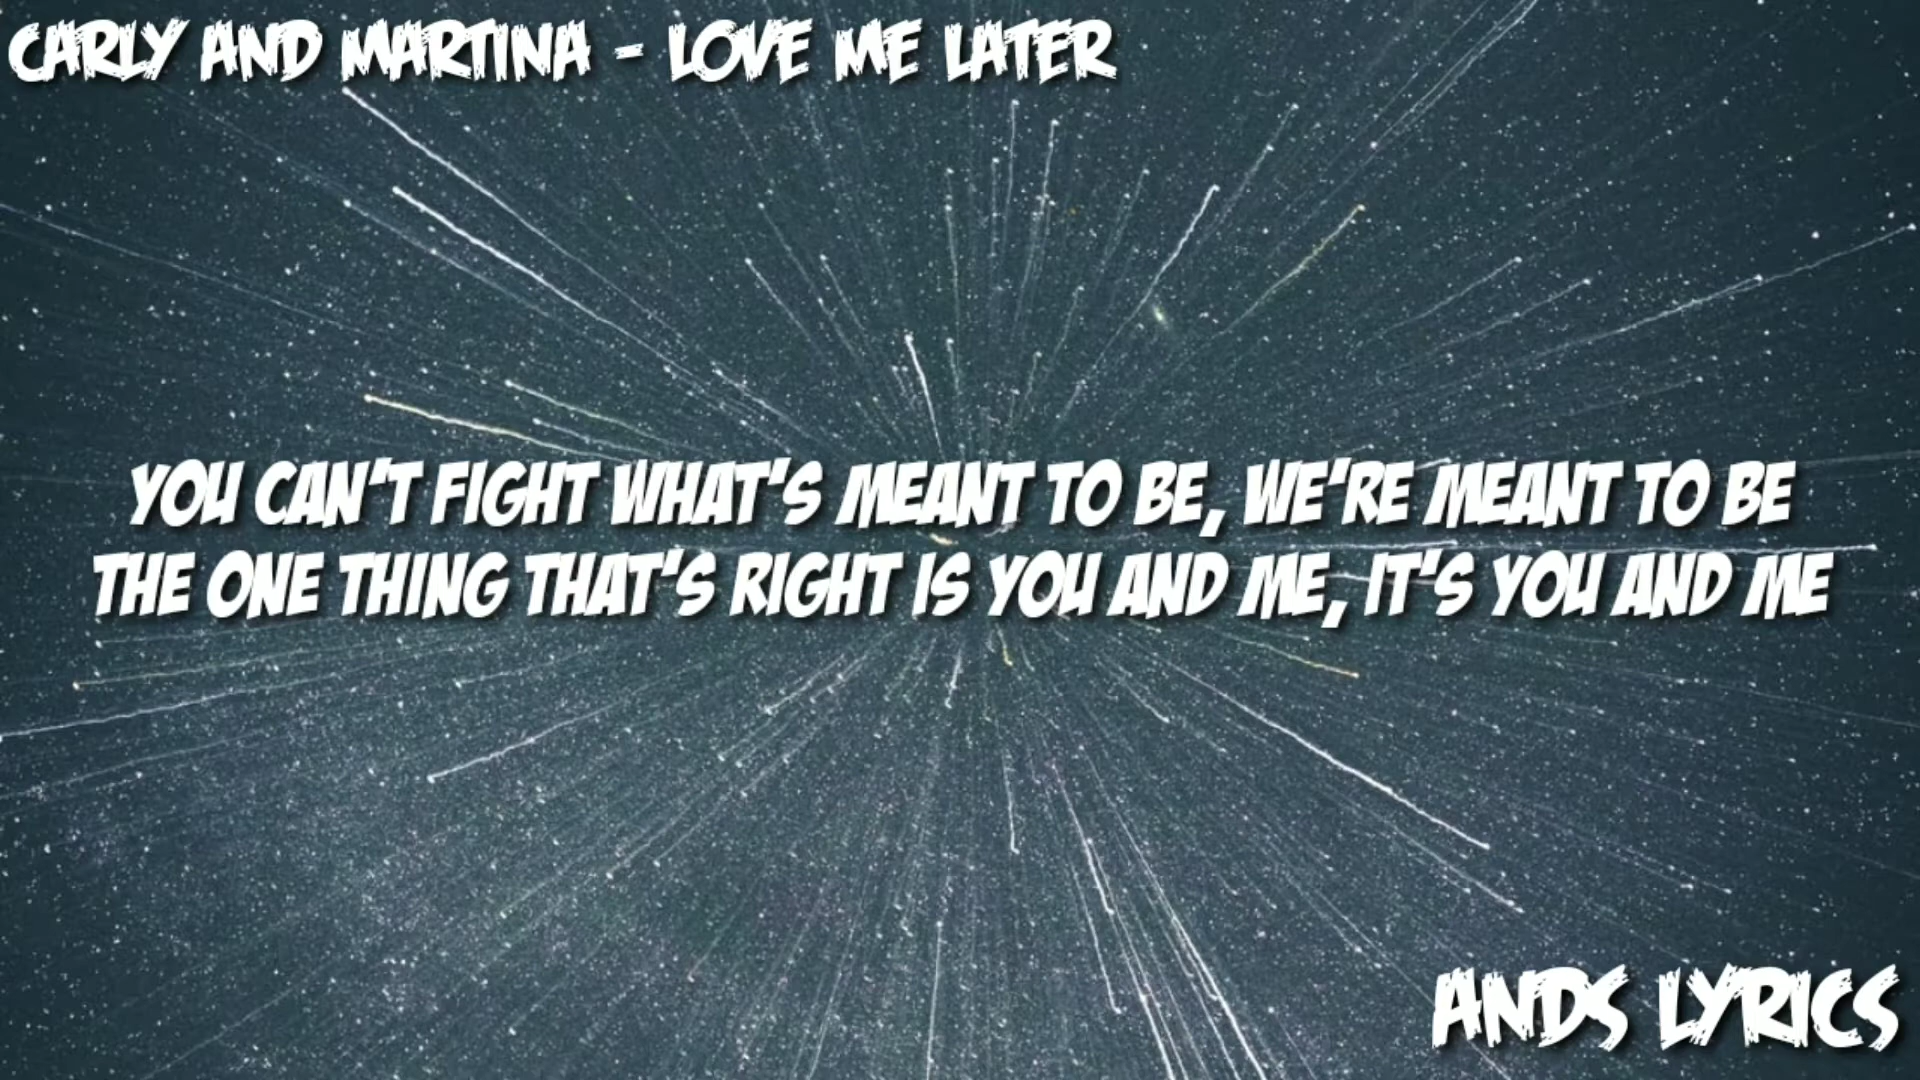 CARLY AND MARTINA - LOVE ME LATER
YOU CAN'T FIGHT WHAT'S MEANT TO BE, WE'RE MEANT TO BE
THE ONE THING THAT'S RIGHT IS YOU AND ME, IT'S YOU AND ME
ANDS LYRICS